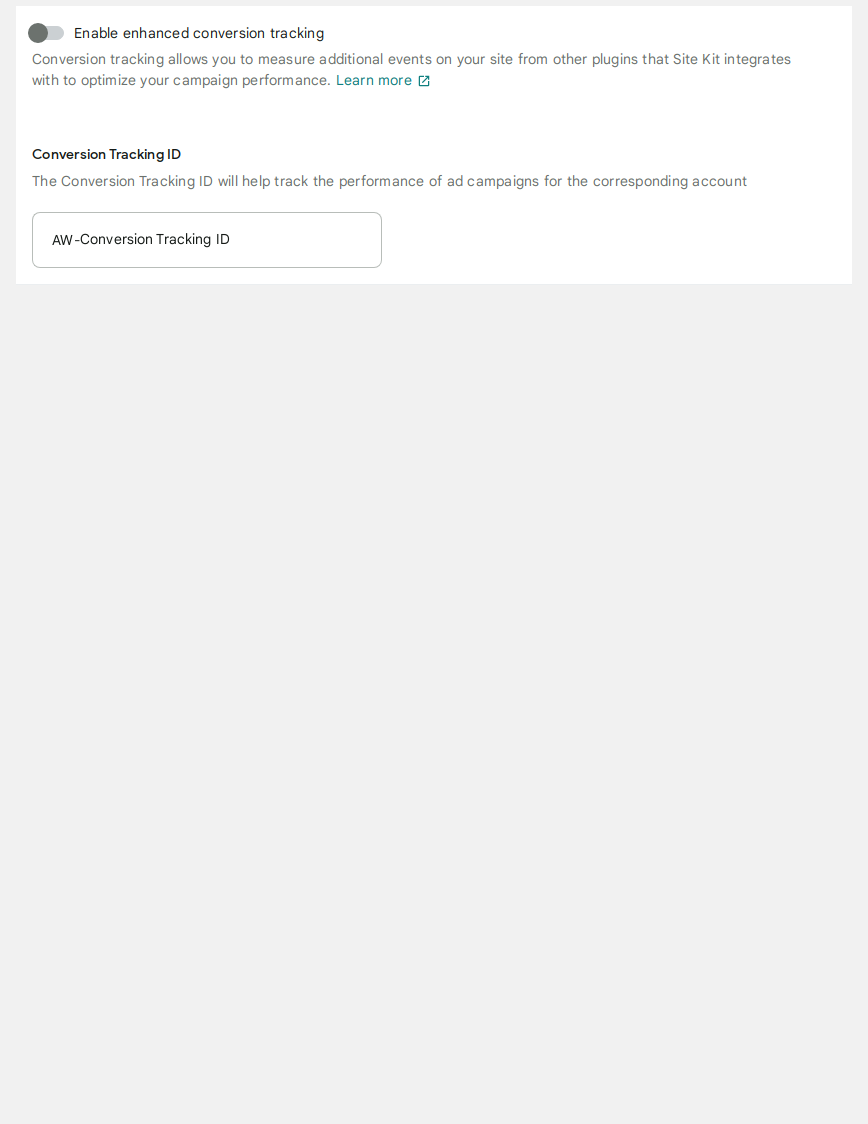 Enable enhanced conversion tracking
Conversion tracking allows you to measure additional events on your site from other plugins that Site Kit integrates
with to optimize your campaign performance. Learn more
Conversion Tracking ID
The Conversion Tracking ID will help track the performance of ad campaigns for the corresponding account
AW-Conversion Tracking ID